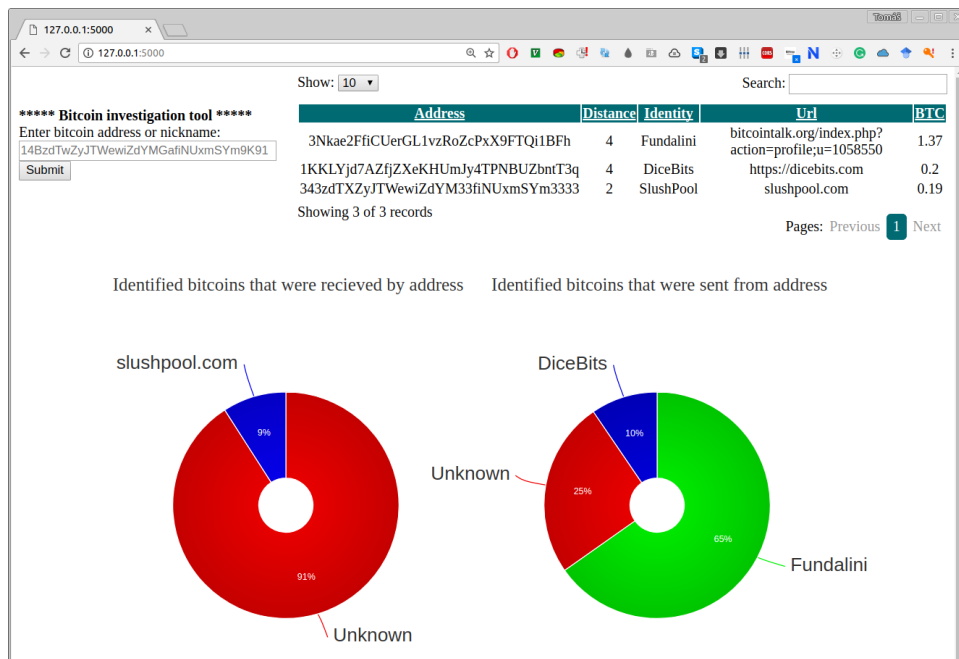 Tomáš
127.0.0.1:5000
127.0.0.1:5000
Show: 10
Search:
***** Bitcoin investigation tool *****
Enter bitcoin address or nickname:
14BzdTwZyJTWewiZdYMGafiNUxmSYm9K91
Submit
Address Distance Identity Url BTC
3Nkae2FfiCUerGL1vzRoZcPxX9FTQi1BFh 4 Fundalini bitcointalk.org/index.php?action=profile;u=1058550 1.37
1KKLYjd7AZfjZXeKHUmJy4TPNBUZbntT3q 4 DiceBits https://dicebits.com 0.2
343zdTXZyJTWewiZdYM33fiNUxmSYm3333 2 SlushPool slushpool.com 0.19
Showing 3 of 3 records
Pages: Previous 1 Next
Identified bitcoins that were recieved by address
Identified bitcoins that were sent from address
slushpool.com
9%
91%
Unknown
DiceBits
10%
Unknown
25%
65%
Fundalini